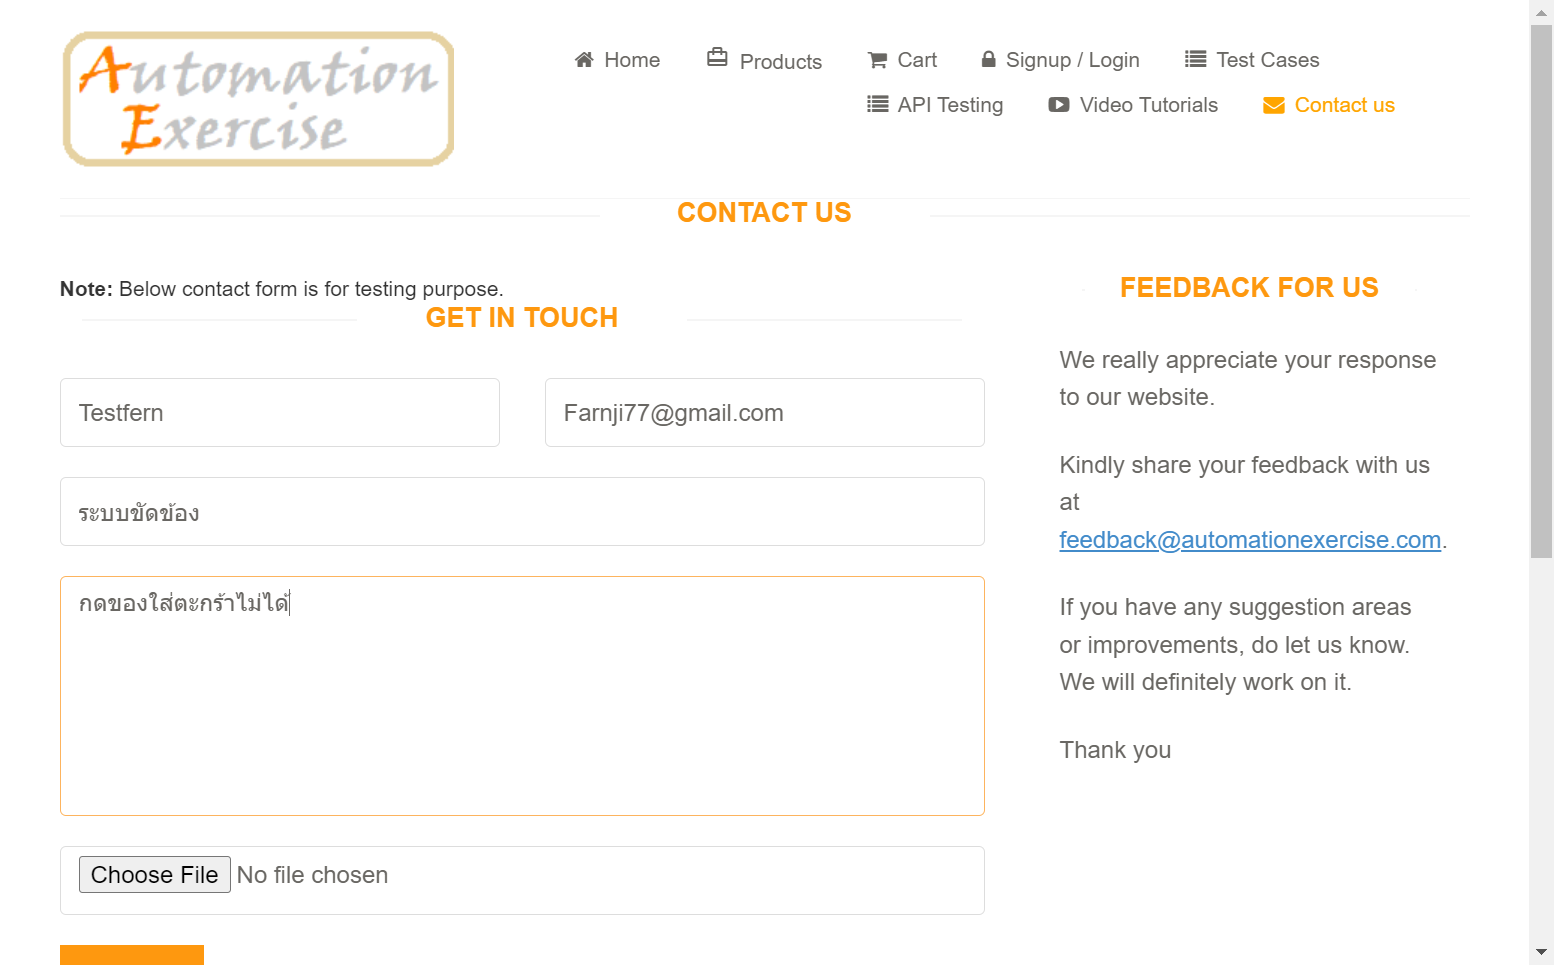 Automation
Exercise
Home
Products
Cart
Signup / Login
Test Cases
API Testing
Video Tutorials
Contact us
CONTACT US
Note: Below contact form is for testing purpose.
GET IN TOUCH
Testfern
Farnji77@gmail.com
ระบบขัดข้อง
กดของใส่ตะกร้าไม่ได้
Choose File No file chosen
FEEDBACK FOR US
We really appreciate your response
to our website.
Kindly share your feedback with us
at
feedback@automationexercise.com.
If you have any suggestion areas
or improvements, do let us know.
We will definitely work on it.
Thank you